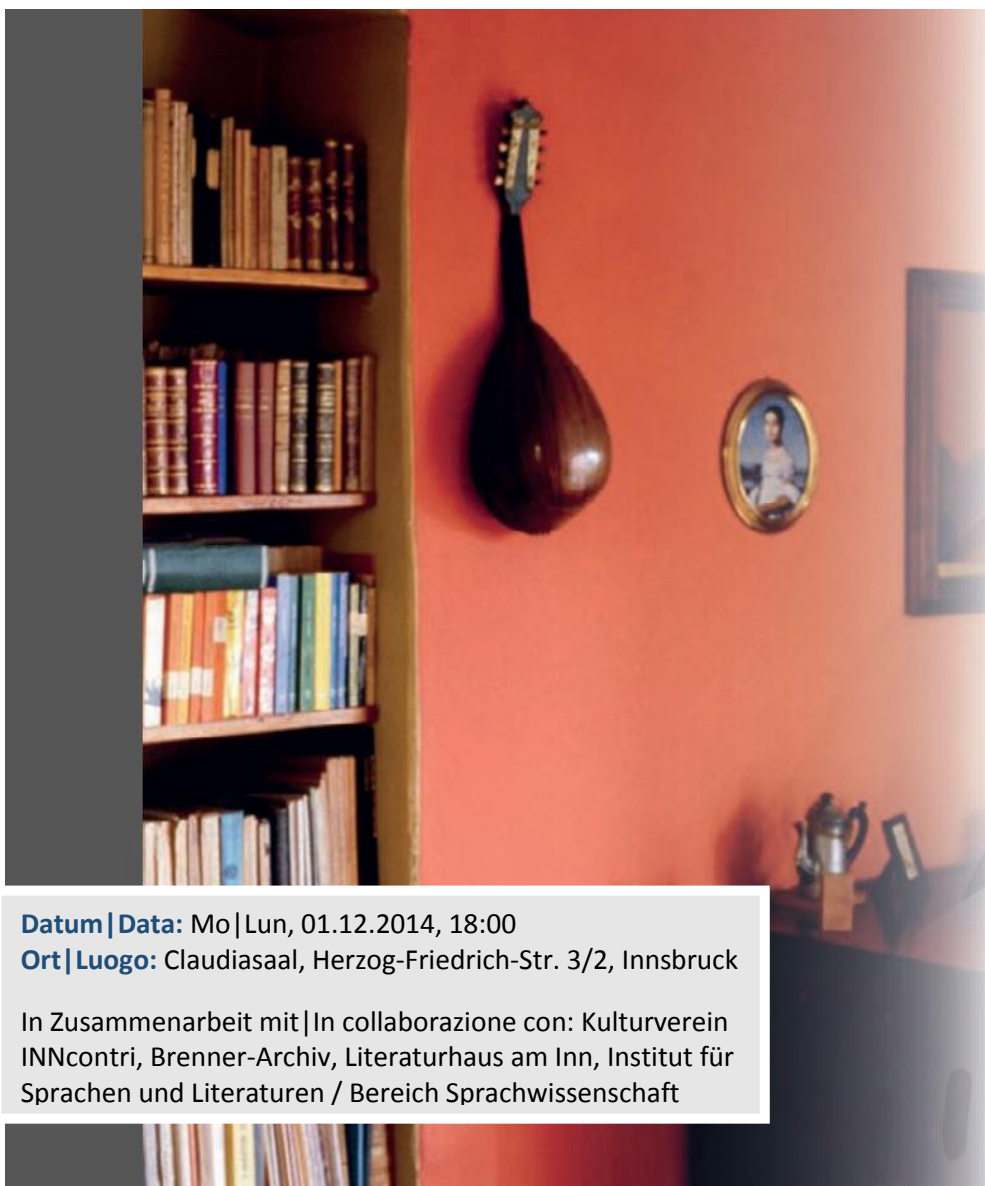 Datum|Data: Mo|Lun, 01.12.2014, 18:00
Ort|Luogo: Claudiasaal, Herzog-Friedrich-Str. 3/2, Innsbruck
In Zusammenarbeit mit|In collaborazione con: Kulturverein
INNcontri, Brenner-Archiv, Literaturhaus am Inn, Institut für
Sprachen und Literaturen / Bereich Sprachwissenschaft